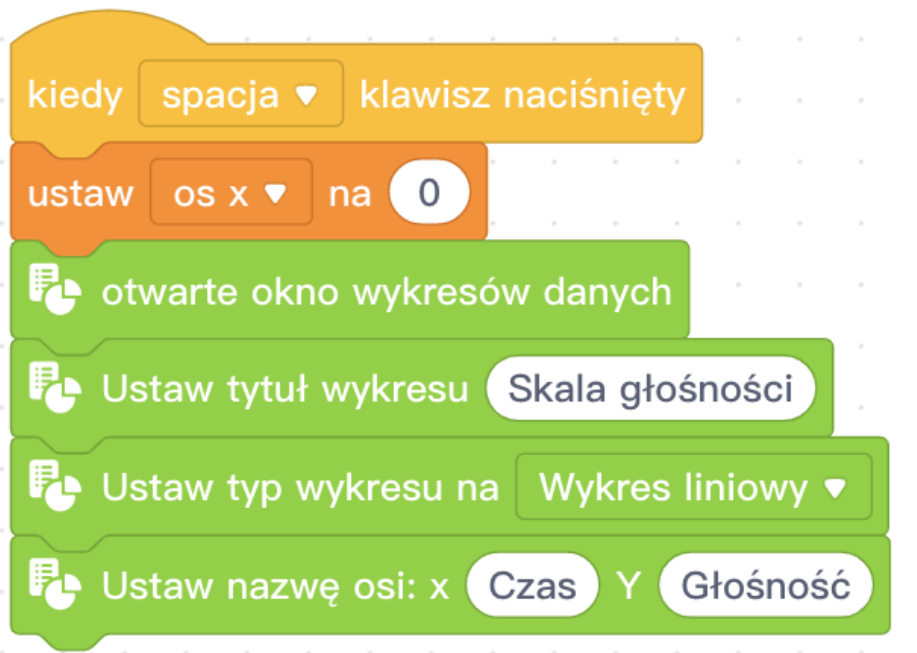 kiedy spacja klawisz naciśnięty
ustaw os x na 0
otwarte okno wykresów danych
Ustaw tytuł wykresu Skala głośności
Ustaw typ wykresu na Wykres liniowy
Ustaw nazwę osi: x Czas Y Głośność